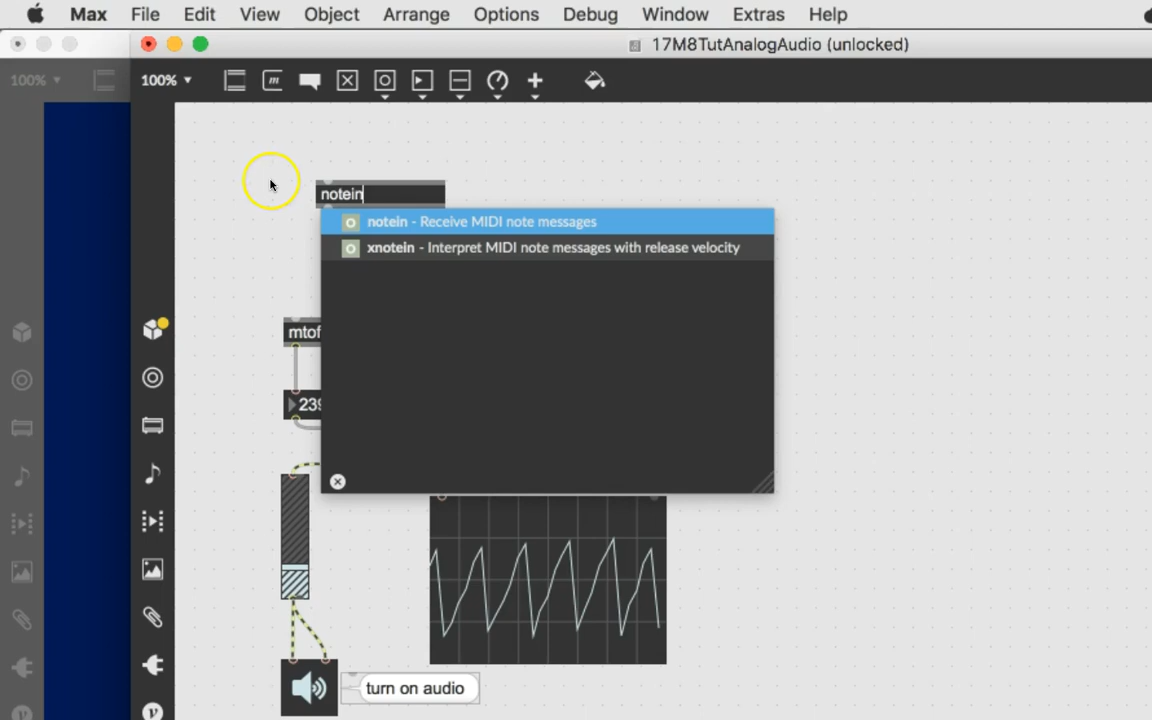 Max File Edit View Object Arrange Options Debug Window Extras Help
17M8TutAnalogAudio (unlocked)
100% 100% m
notein
notein - Receive MIDI note messages
xnotein - Interpret MIDI note messages with release velocity
mtof
239
turn on audio